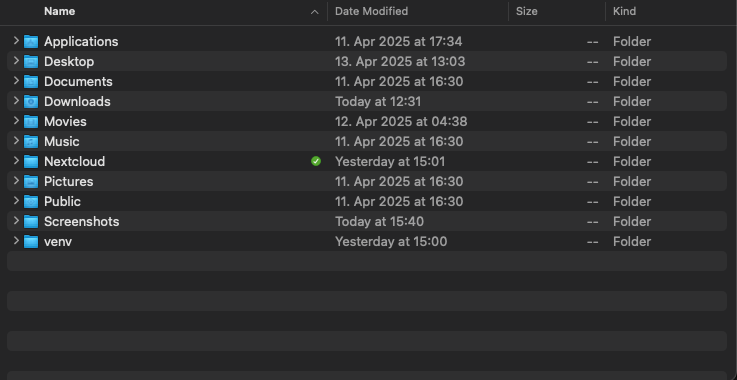 Name Date Modified Size Kind
Applications 11. Apr 2025 at 17:34 -- Folder
Desktop 13. Apr 2025 at 13:03 -- Folder
Documents 11. Apr 2025 at 16:30 -- Folder
Downloads Today at 12:31 -- Folder
Movies 12. Apr 2025 at 04:38 -- Folder
Music 11. Apr 2025 at 16:30 -- Folder
Nextcloud Yesterday at 15:01 -- Folder
Pictures 11. Apr 2025 at 16:30 -- Folder
Public 11. Apr 2025 at 16:30 -- Folder
Screenshots Today at 15:40 -- Folder
venv Yesterday at 15:00 -- Folder